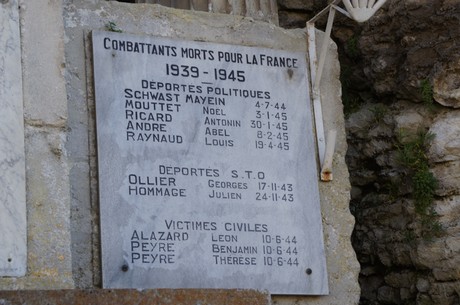 COMBATTANTS MORTS POUR LA FRANCE
1939 - 1945
DÉPORTÉS POLITIQUES
SCHWAST MAYEIN 4-7-44
MOUTTET NOEL 3-1-45
RICARD ANTONIN 30-1-45
ANDRE ABEL 8-2-45
RAYNAUD LOUIS 19-4-45
DEPORTES S.T.O
OLLIER GEORGES 17-11-43
HOMMAGE JULIEN 24-11-43
VICTIMES CIVILES
ALAZARD LEON 10-6-44
PEYRE BENJAMIN 10-6-44
PEYRE THERÈSE 10-6-44